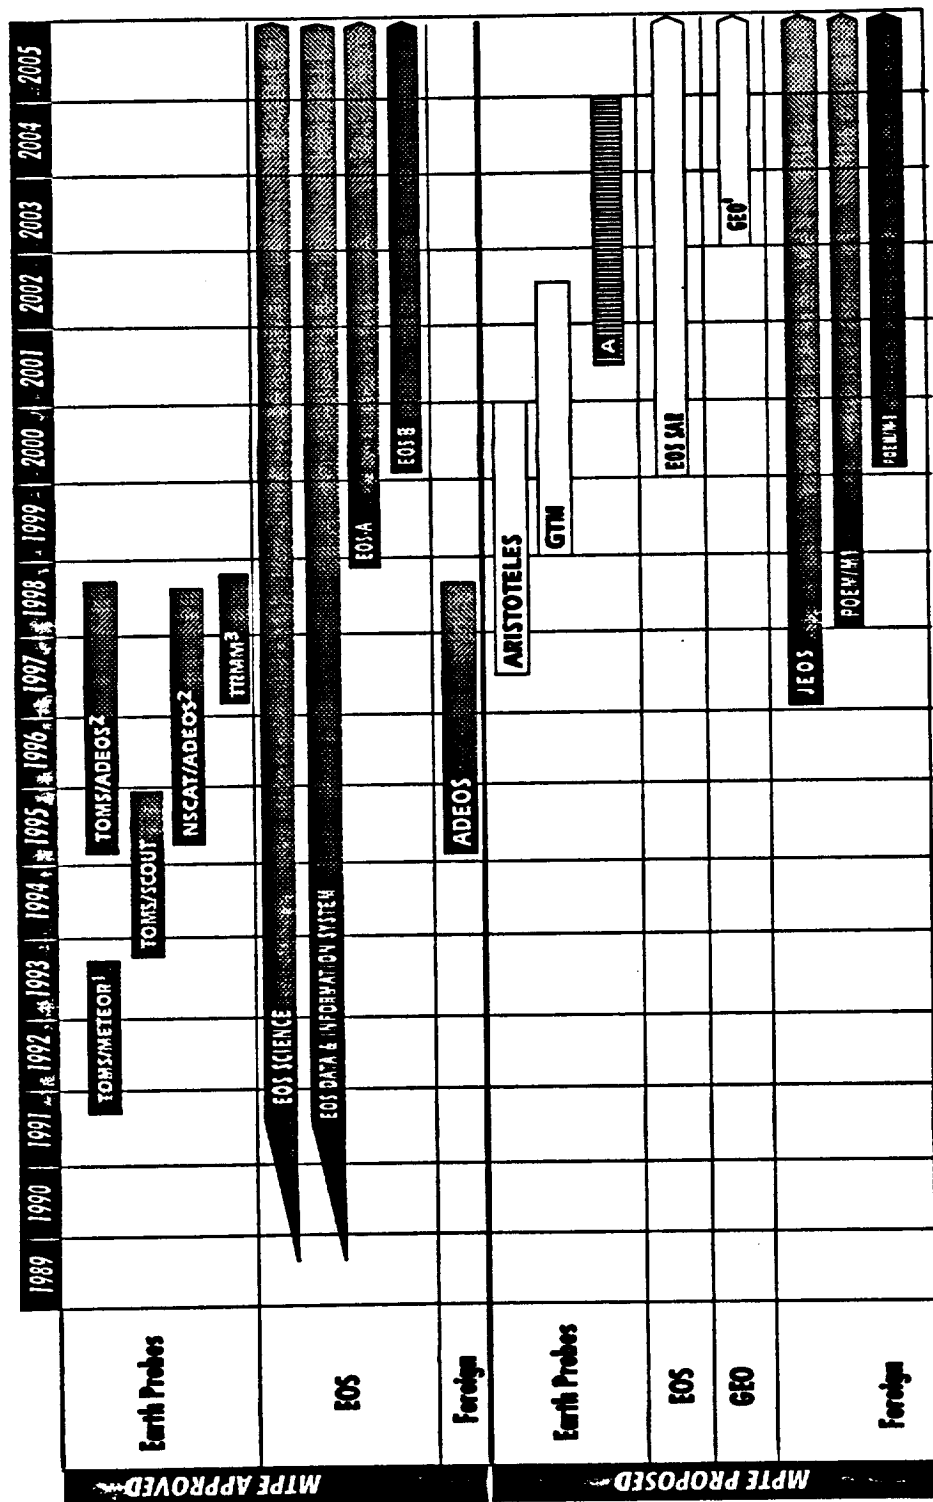 1989 1990 1991 1992 1993 1994 1995 1996 1997 1998 1999 2000 2001 2002 2003 2004 2005
MTPE APPROVED
Earth Probes
TOMS/METEOR¹
TOMS/ADEOS²
TOMS/SCOUT
NSCAT/ADEOS²
TRMM³
EOS
EOS SCIENCE
EOS DATA & INFORMATION SYSTEM
EOS A
EOS B
Foreign
ADEOS
MPTE PROPOSED
Earth Probes
ARISTOTELES
GTM
A
EOS
EOS SAR
GEO
GEO¹
Foreign
JEOS
POEM/M1